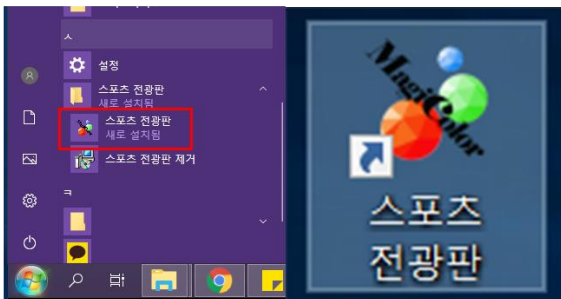 ㅅ
설정
스포츠 전광판
새로 설치됨
스포츠 전광판
새로 설치됨
스포츠 전광판 제거
ㅋ
MagiColor
스포츠
전광판